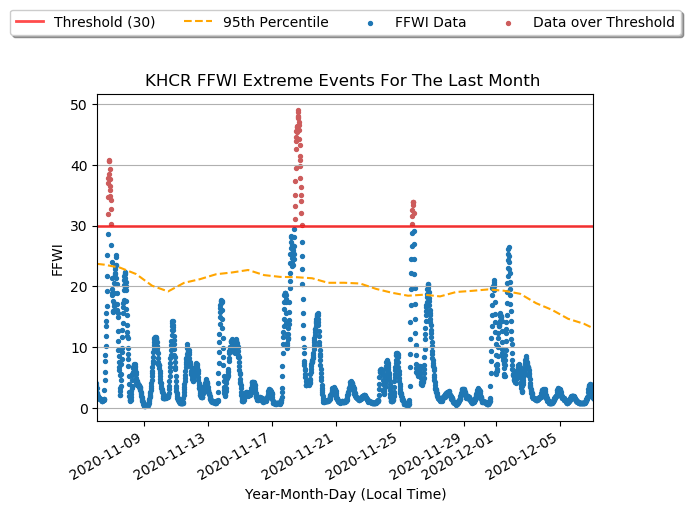 Threshold (30) 95th Percentile FFWI Data Data over Threshold
KHCR FFWI Extreme Events For The Last Month
50
40
30
20
10
0
FFWI
2020-11-09 2020-11-13 2020-11-17 2020-11-21 2020-11-25 2020-11-29 2020-12-01 2020-12-05
Year-Month-Day (Local Time)